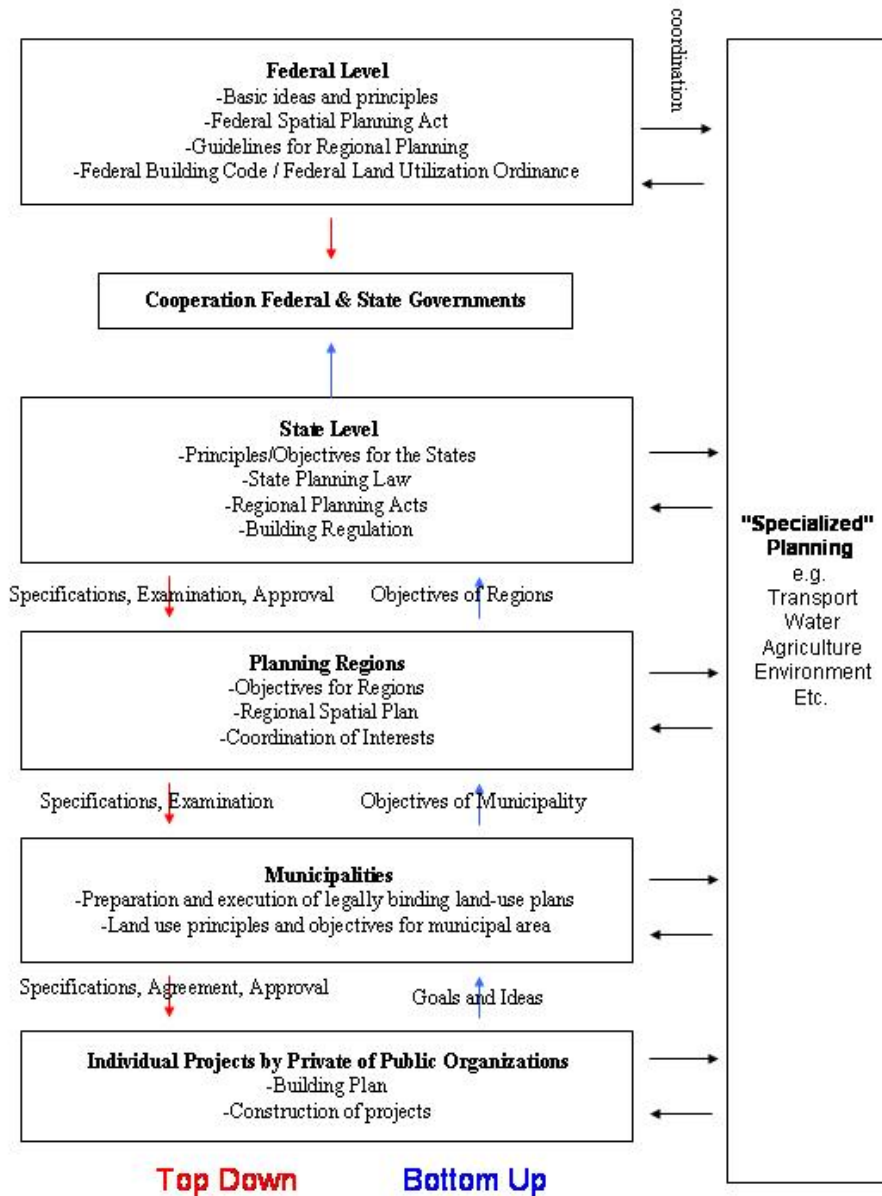 coordination
Federal Level
-Basic ideas and principles
-Federal Spatial Planning Act
-Guidelines for Regional Planning
-Federal Building Code / Federal Land Utilization Ordinance
Cooperation Federal & State Governments
State Level
-Principles/Objectives for the States
-State Planning Law
-Regional Planning Acts
-Building Regulation
Specifications, Examination, Approval
Objectives of Regions
Planning Regions
-Objectives for Regions
-Regional Spatial Plan
-Coordination of Interests
Specifications, Examination
Objectives of Municipality
Municipalities
-Preparation and execution of legally binding land-use plans
-Land use principles and objectives for municipal area
Specifications, Agreement, Approval
Goals and Ideas
Individual Projects by Private of Public Organizations
-Building Plan
-Construction of projects
Top Down
Bottom Up
"Specialized"
Planning
e.g.
Transport
Water
Agriculture
Environment
Etc.